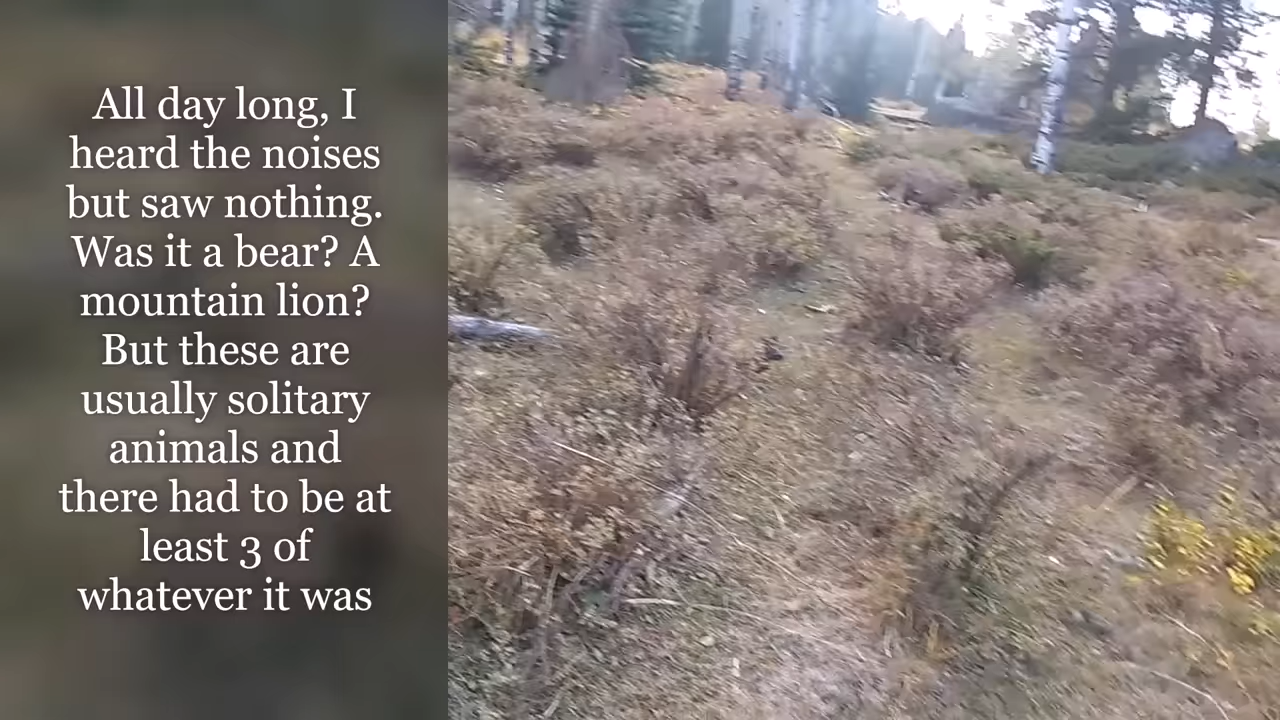 All day long, I
heard the noises
but saw nothing.
Was it a bear? A
mountain lion?
But these are
usually solitary
animals and
there had to be at
least 3 of
whatever it was